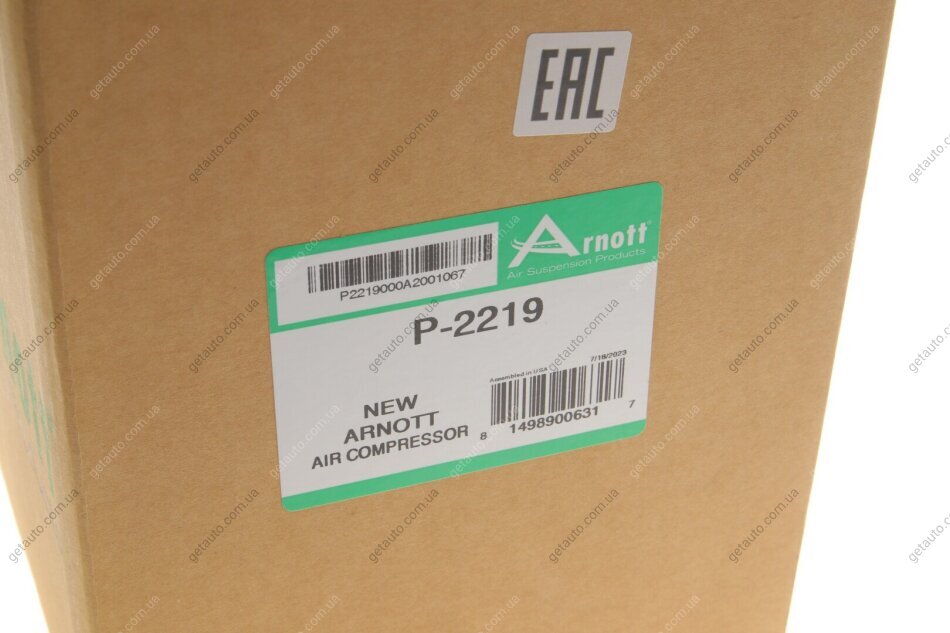 EAC
Arnott®
Air Suspension Products
P2219000A2001067
P-2219
7/18/2023
Assembled in USA
NEW
ARNOTT
AIR COMPRESSOR
8 1498900631 7
getauto.com.ua